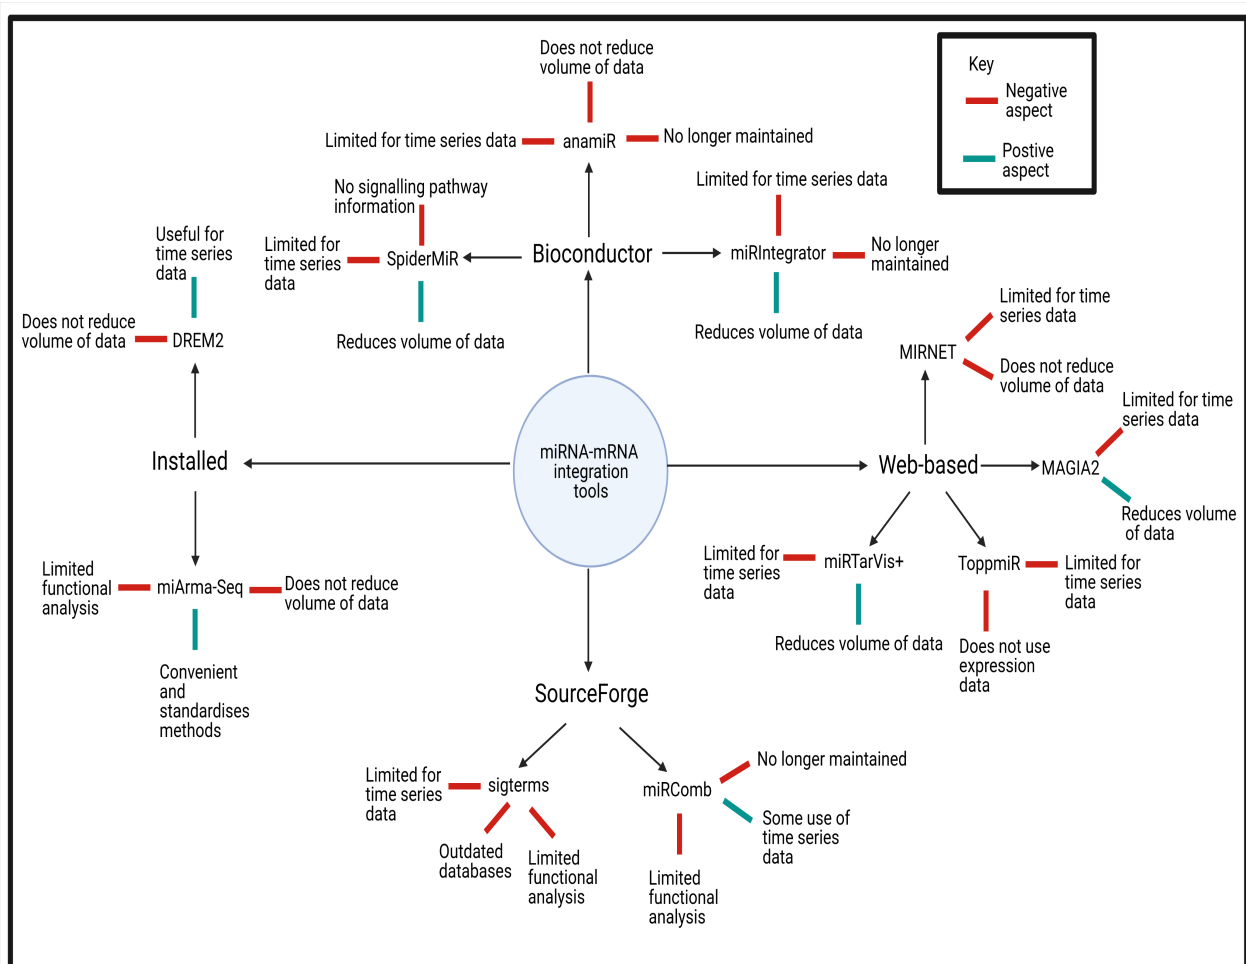 Does not reduce
volume of data
Key
Negative
aspect
Postive
aspect
Limited for time series data
anamiR
No longer maintained
No signalling pathway
information
Limited for time series data
Useful for
time series
data
Limited for
time series
data
SpiderMiR
Bioconductor
miRIntegrator
No longer
maintained
Does not reduce
volume of data
DREM2
Reduces volume of data
Reduces volume of data
Limited for time
series data
MIRNET
Does not reduce
volume of data
Limited for time
series data
Installed
miRNA-mRNA
integration
tools
Web-based
MAGIA2
Reduces volume
of data
Limited
functional
analysis
miArma-Seq
Does not reduce
volume of data
Limited for
time series
data
miRTarVis+
ToppmiR
Limited for
time series
data
Convenient
and
standardises
methods
Reduces volume of data
Does not use
expression
data
SourceForge
Limited for
time series
data
sigterms
miRComb
No longer maintained
Outdated
databases
Limited
functional
analysis
Some use of
time series
data
Limited
functional
analysis